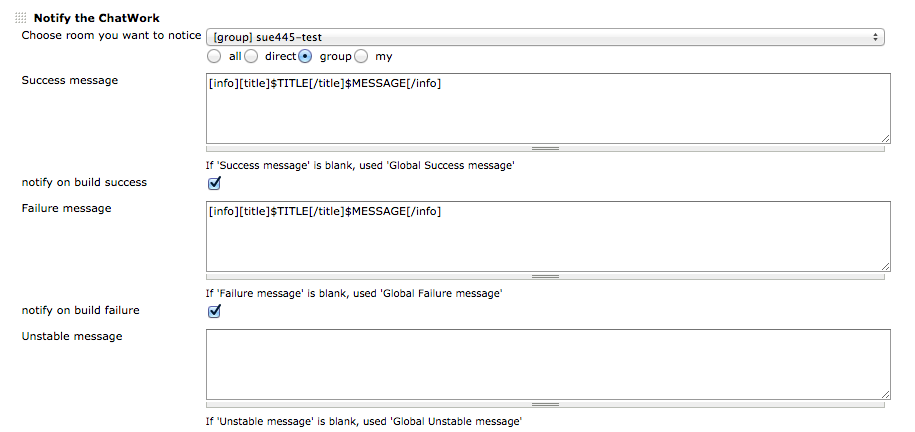 Notify the ChatWork
Choose room you want to notice [group] sue445-test
all direct group my
Success message [info][title]$TITLE[/title]$MESSAGE[/info]
If 'Success message' is blank, used 'Global Success message'
notify on build success
Failure message [info][title]$TITLE[/title]$MESSAGE[/info]
If 'Failure message' is blank, used 'Global Failure message'
notify on build failure
Unstable message
If 'Unstable message' is blank, used 'Global Unstable message'